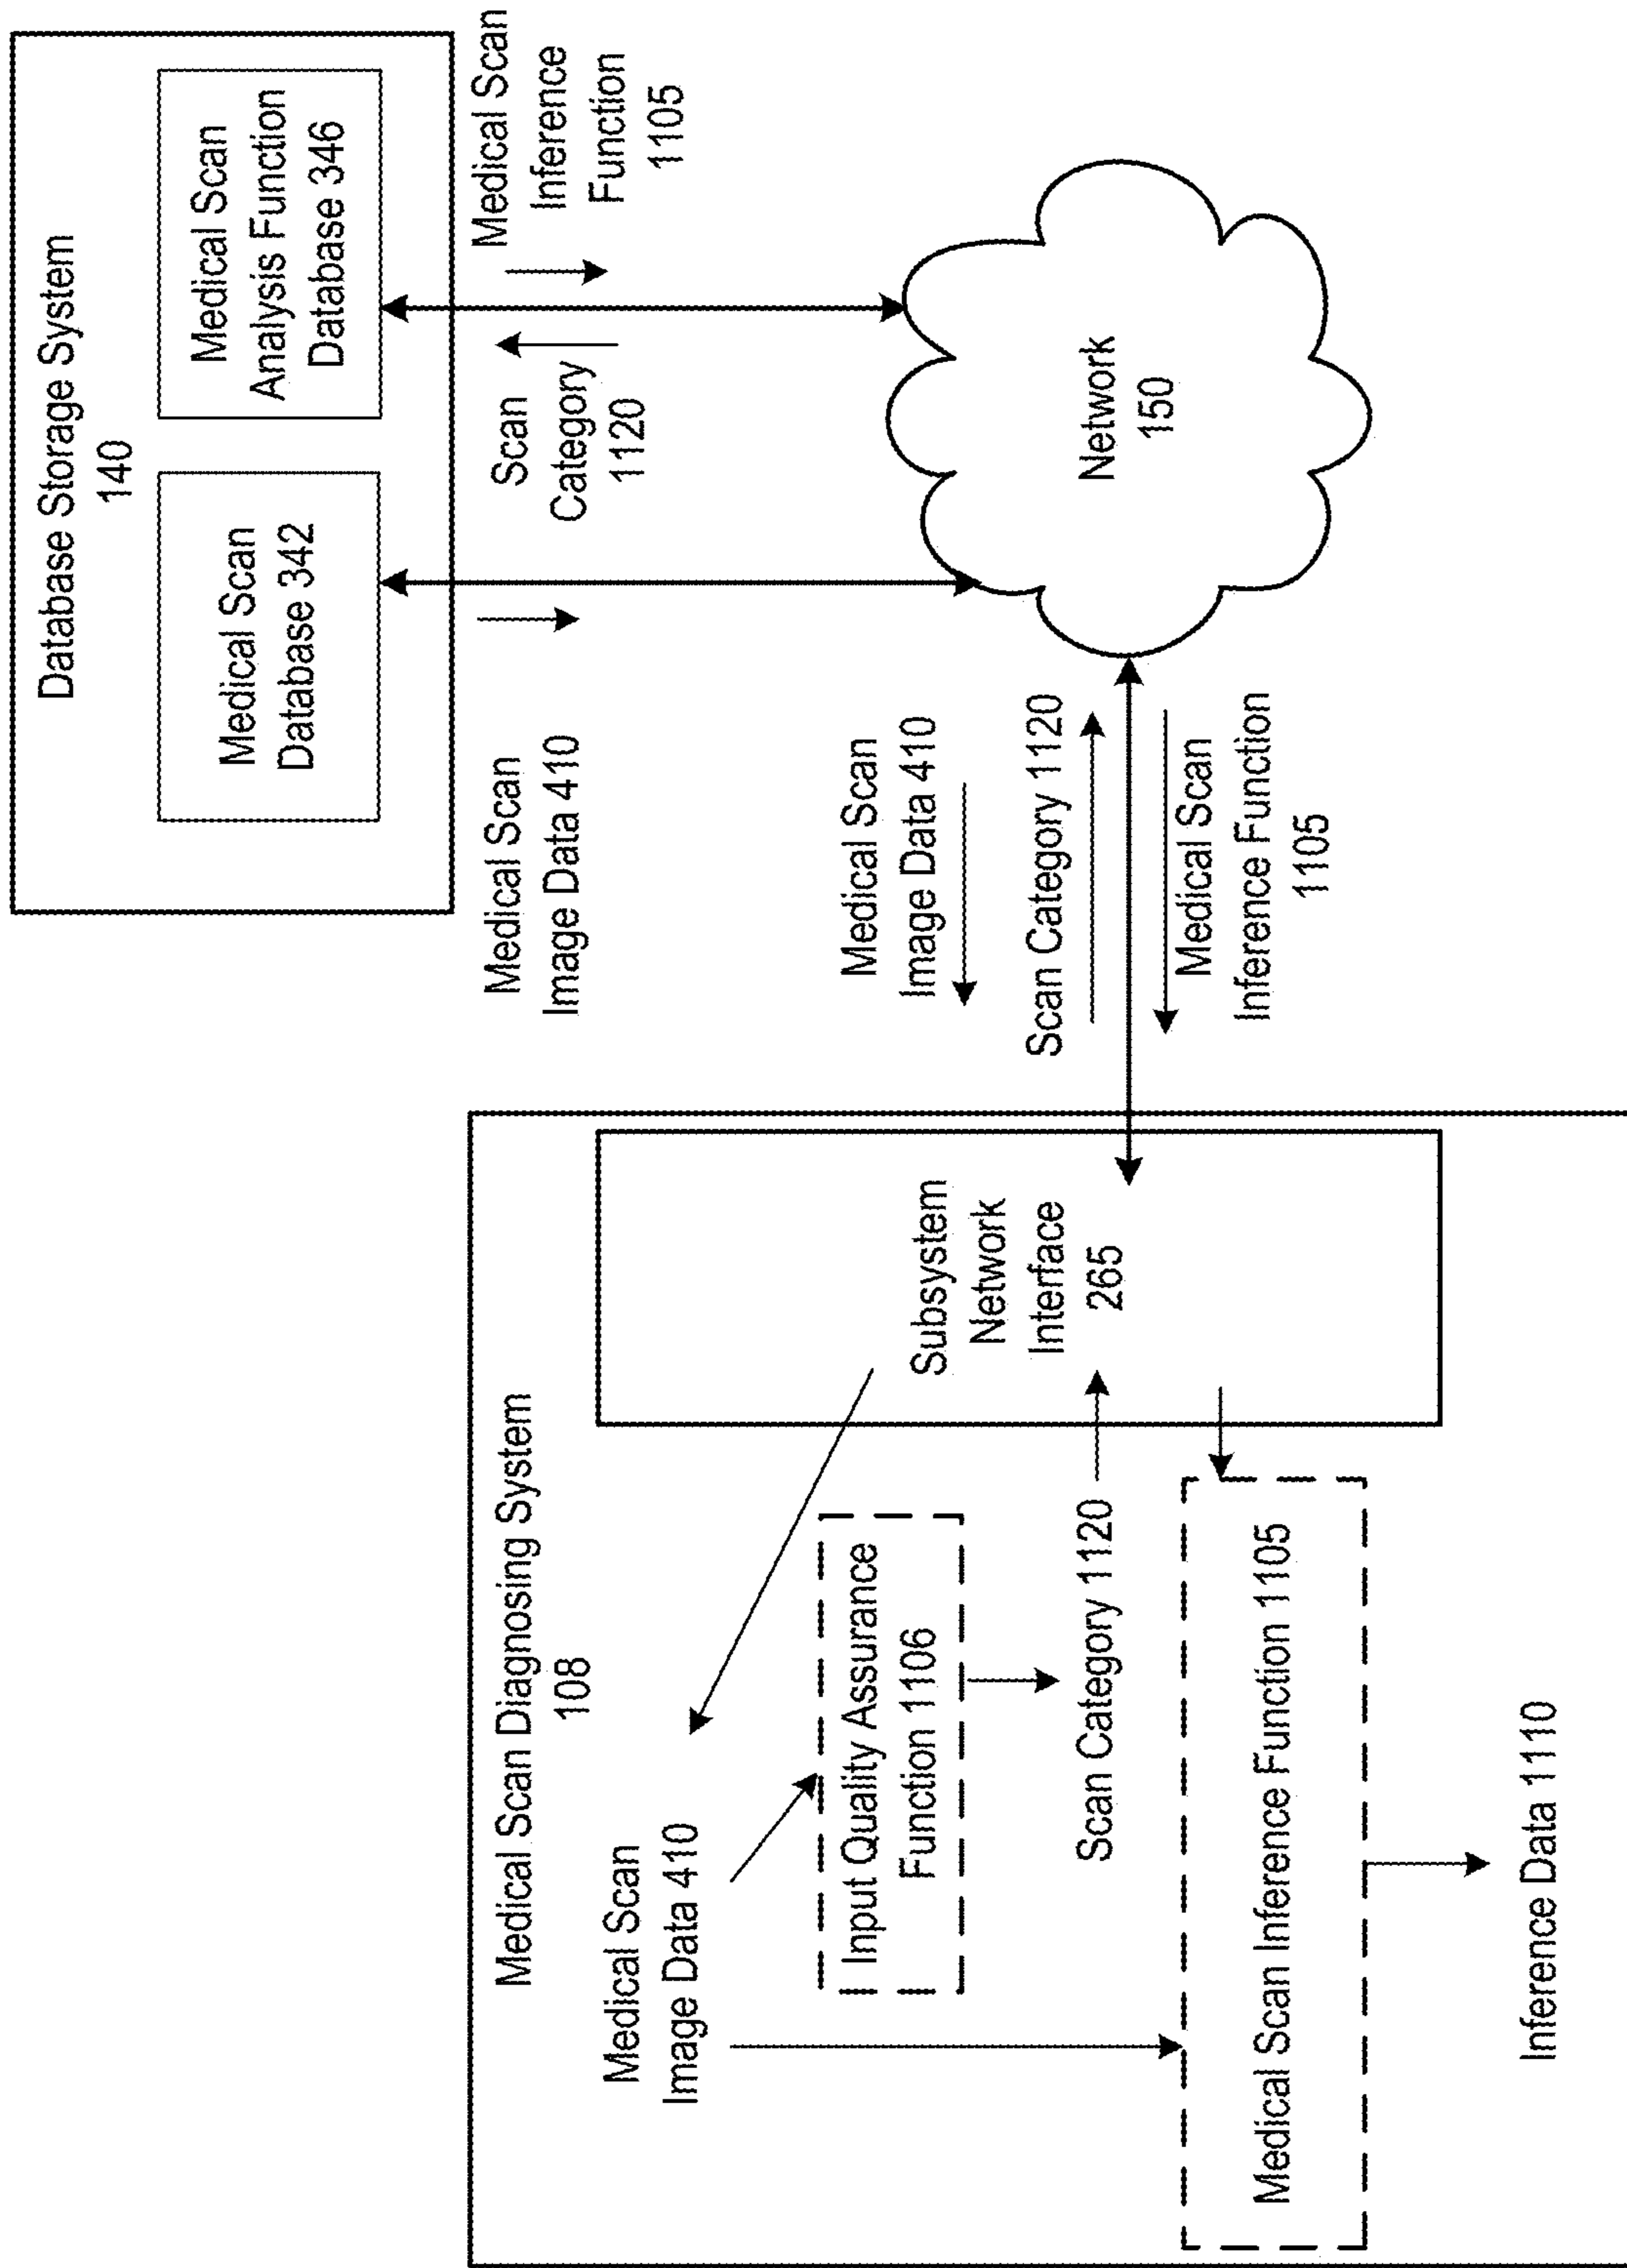 Medical Scan Diagnosing System
108
Medical Scan
Image Data 410
Input Quality Assurance
Function 1106
Scan Category 1120
Medical Scan Inference Function 1105
Inference Data 1110
Subsystem
Network
Interface
265
Medical Scan
Image Data 410
Scan Category 1120
Medical Scan
Inference Function
1105
Database Storage System
140
Medical Scan
Database 342
Medical Scan
Analysis Function
Database 346
Medical Scan
Image Data 410
Scan
Category
1120
Medical Scan
Inference
Function
1105
Network
150